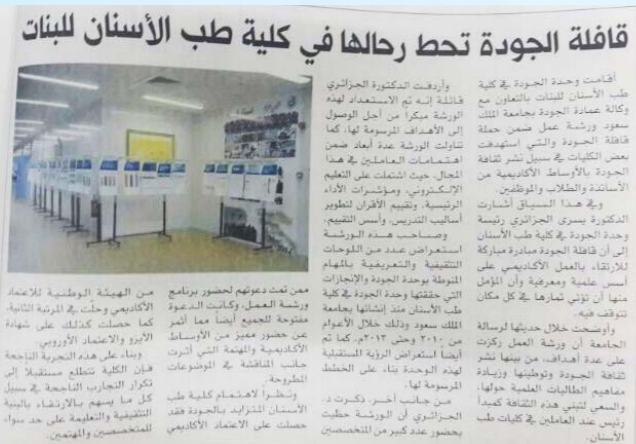 قافلة الجودة تحط رحالها في كلية طب الأسنان للبنات
أقامت وحدة الجودة في كلية
طب الأسنان للبنات بالتعاون مع
وكالة عمادة الجودة بجامعة الملك
سعود ورشة عمل ضمن حملة
قافلة الجودة والتي استهدفت
بعض الكليات في سبيل نشر ثقافة
الجودة بالأوساط الأكاديمية من
الأساتذة والطلاب والموظفين.
وفي هذا السياق أشارت
الدكتورة يسرى الجزائري رئيسة
وحدة الجودة في كلية طب الأسنان
إلى أن قافلة الجودة مبادرة مباركة
للارتقاء بالعمل الأكاديمي على
أسس علمية ومعرفية وأن المؤمل
منها أن تؤتي ثمارها في كل مكان
تتوقف فيه.
وأوضحت خلال حديثها لرسالة
الجامعة أن ورشة العمل ركزت
على عدة أهداف، من بينها نشر
ثقافة الجودة وتوطينها وزيادة
مفاهيم الطالبات العلمية حولها،
والسعي لتبني هذه الثقافة كمبدأ
رئيس عند العاملين في كليات طب
الأسنان.
وأردفت الدكتورة الجزائري
قائلة إنه تم الاستعداد لهذه
الورشة مبكرا من أجل الوصول
إلى الأهداف المرسومة لها، كما
تناولت الورشة عدة أبعاد ضمن
اهتمامات العاملين في هذا
المجال، حيث اشتملت على التعليم
الإلكتروني، ومؤشرات الأداء
الرئيسية، وتقييم الأقران لتطوير
أساليب التدريس، وأسس التقييم.
وصاحب هذه الورشة
استعراض عدد من اللوحات
التثقيفية والتعريفية بالمهام
المنوطة بوحدة الجودة والإنجازات
التي حققتها وحدة الجودة في كلية
طب الأسنان منذ إنشائها بجامعة
الملك سعود وذلك خلال الأعوام
من ٢٠١٠ وحتى ٢٠١٣م. كما تم
أيضا استعراض الرؤية المستقبلية
لهذه الوحدة بناء على الخطط
المرسومة لها.
من جانب آخر، ذكرت د.
الجزائري أن الورشة حظيت
بحضور عدد كبير من المتخصصين
ممن تمت دعوتهم لحضور برنامج
ورشة العمل، وكانت الدعوة
مفتوحة للجميع أيضا مما أثمر
عن حضور مميز من الأوساط
الأكاديمية والمهتمة التي أثرت
جانب المناقشة في الموضوعات
المطروحة.
ونظرا لاهتمام كلية طب
الأسنان المتزايد بالجودة فقد
حصلت على الاعتماد الأكاديمي
من الهيئة الوطنية للاعتماد
الأكاديمي وحلت في المرتبة الثانية،
كما حصلت كذلك على شهادة
الآيزو والاعتماد الأوروبي.
وبناء على هذه التجربة الناجحة
فإن الكلية تتطلع مستقبلا إلى
تكرار التجارب الناجحة في سبيل
كل ما يسهم بالارتقاء بالبنية
التثقيفية والتعليمة على حد سواء
للمتخصصين والمهتمين.